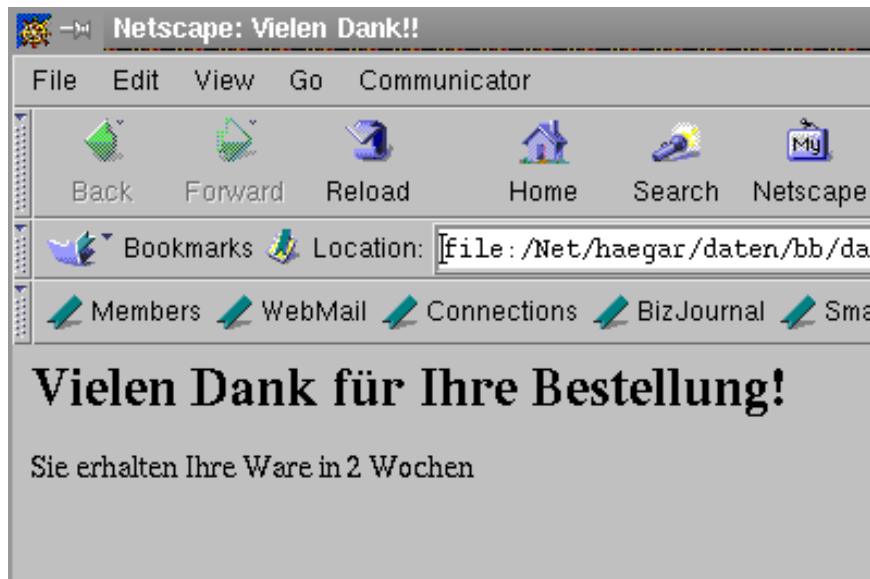 Netscape: Vielen Dank!!
File Edit View Go Communicator
My
Back Forward Reload Home Search Netscape
Bookmarks Location: file:/Net/haegar/daten/bb/da
Members WebMail Connections BizJournal Sma
Vielen Dank für Ihre Bestellung!
Sie erhalten Ihre Ware in 2 Wochen